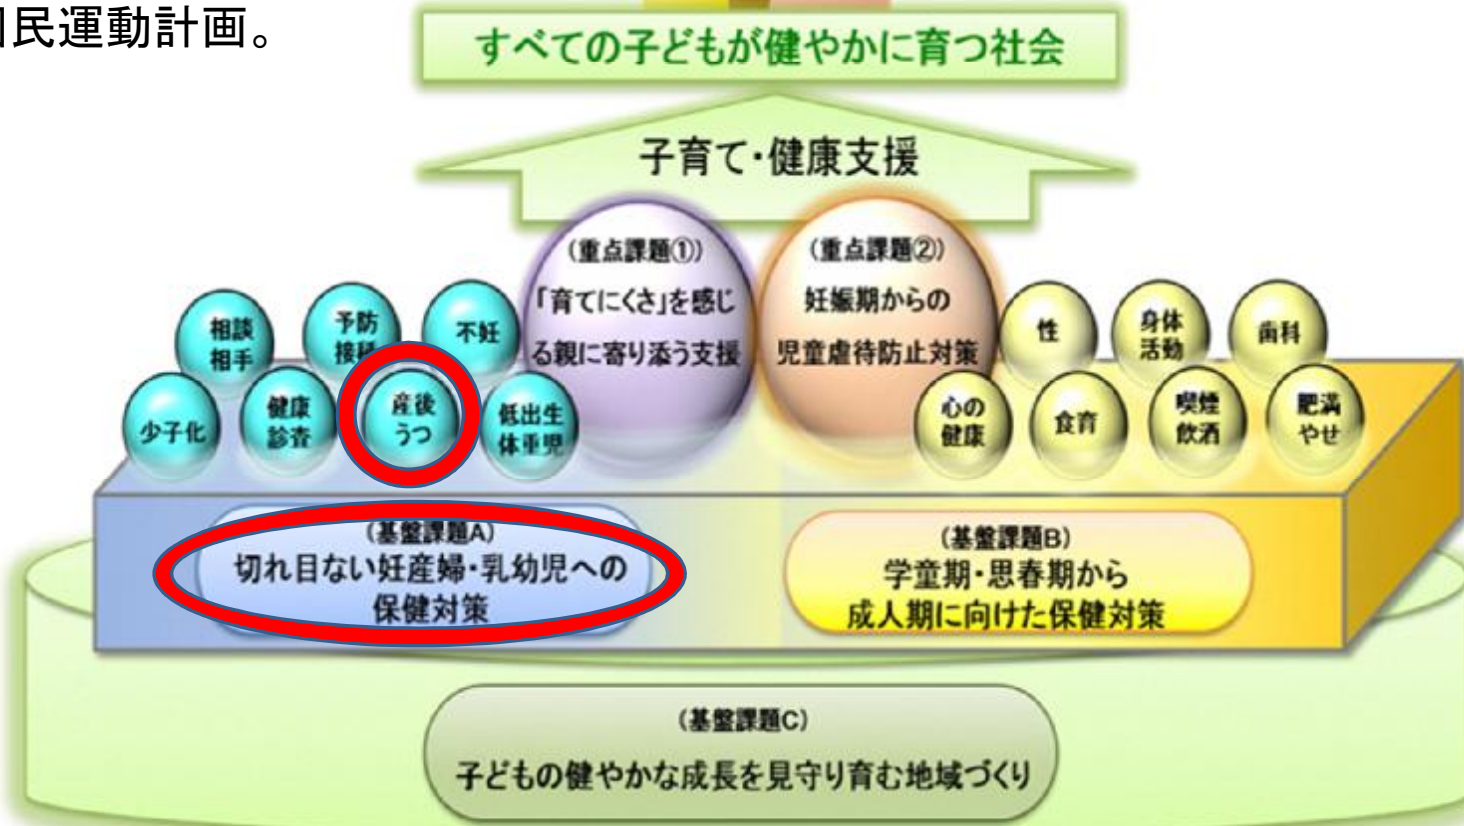 民運動計画。
すべての子どもが健やかに育つ社会
子育て・健康支援
(重点課題①)
「育てにくさ」を感じ
る親に寄り添う支援
(重点課題②)
妊娠期からの
児童虐待防止対策
相談
相手
予防
接種
不妊
少子化
健康
診査
産後
うつ
低出生
体重児
性
身体
活動
歯科
心の
健康
食育
喫煙
飲酒
肥満
やせ
(基盤課題A)
切れ目ない妊産婦・乳幼児への
保健対策
(基盤課題B)
学童期・思春期から
成人期に向けた保健対策
(基盤課題C)
子どもの健やかな成長を見守り育む地域づくり